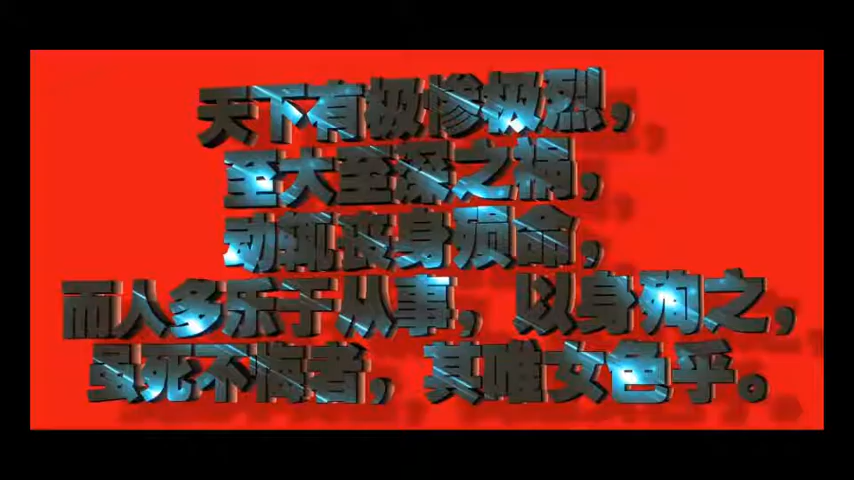 天下有极惨极烈，
至大至深之祸，
动辄丧身殒命，
而人多乐于从事，以身殉之，
虽死不悔者，其唯女色乎。